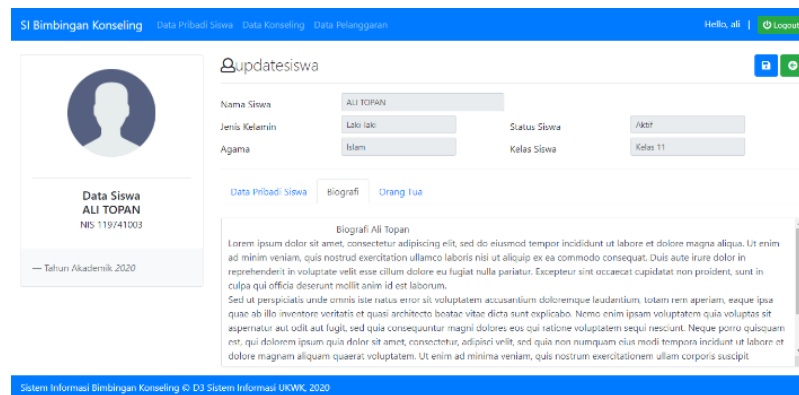 SI Bimbingan Konseling Data Pribadi Siswa Data Konseling Data Pelanggaran Hello, ali | Logout
updatesiswa
Nama Siswa ALI TOPAN
Jenis Kelamin Laki laki Status Siswa Aktif
Agama Islam Kelas Siswa Kelas 11
Data Siswa
ALI TOPAN
NIS 119741003
— Tahun Akademik 2020
Data Pribadi Siswa Biografi Orang Tua
Biografi Ali Topan
Lorem ipsum dolor sit amet, consectetur adipiscing elit, sed do eiusmod tempor incididunt ut labore et dolore magna aliqua. Ut enim
ad minim veniam, quis nostrud exercitation ullamco laboris nisi ut aliquip ex ea commodo consequat. Duis aute irure dolor in
reprehenderit in voluptate velit esse cillum dolore eu fugiat nulla pariatur. Excepteur sint occaecat cupidatat non proident, sunt in
culpa qui officia deserunt mollit anim id est laborum.
Sed ut perspiciatis unde omnis iste natus error sit voluptatem accusantium doloremque laudantium, totam rem aperiam, eaque ipsa
quae ab illo inventore veritatis et quasi architecto beatae vitae dicta sunt explicabo. Nemo enim ipsam voluptatem quia voluptas sit
aspernatur aut odit aut fugit, sed quia consequuntur magni dolores eos qui ratione voluptatem sequi nesciunt. Neque porro quisquam
est, qui dolorem ipsum quia dolor sit amet, consectetur, adipisci velit, sed quia non numquam eius modi tempora incidunt ut labore et
dolore magnam aliquam quaerat voluptatem. Ut enim ad minima veniam, quis nostrum exercitationem ullam corporis suscipit
Sistem Informasi Bimbingan Konseling © D3 Sistem Informasi UKWK, 2020